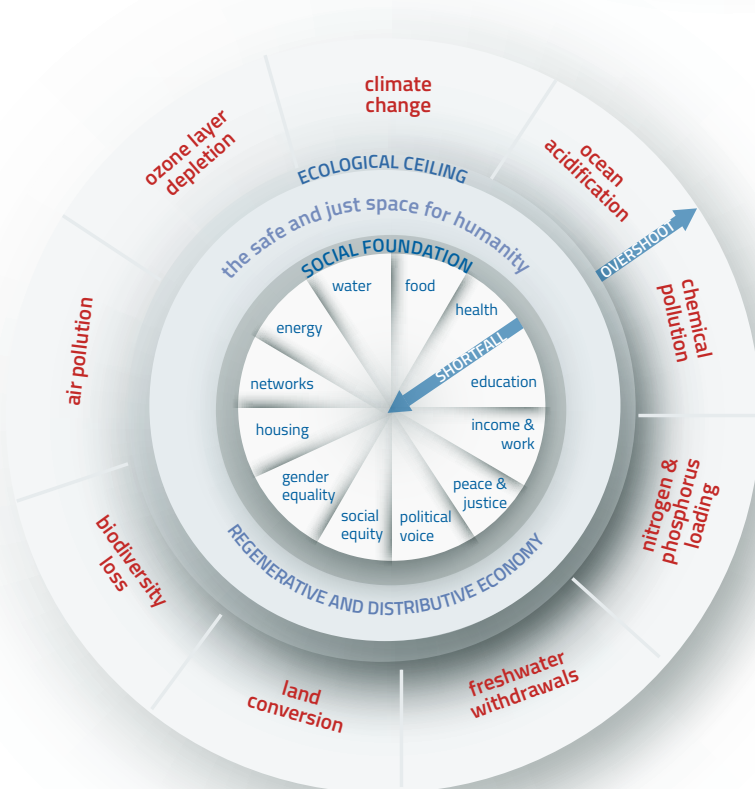 climate
change
ocean
acidification
chemical
pollution
nitrogen &
phosphorus
loading
freshwater
withdrawals
land
conversion
biodiversity
loss
air pollution
ozone layer
depletion
OVERSHOOT
ECOLOGICAL CEILING
the safe and just space for humanity
SOCIAL FOUNDATION
water
food
health
SHORTFALL
education
income &
work
peace &
justice
political
voice
social
equity
gender
equality
housing
networks
energy
REGENERATIVE AND DISTRIBUTIVE ECONOMY